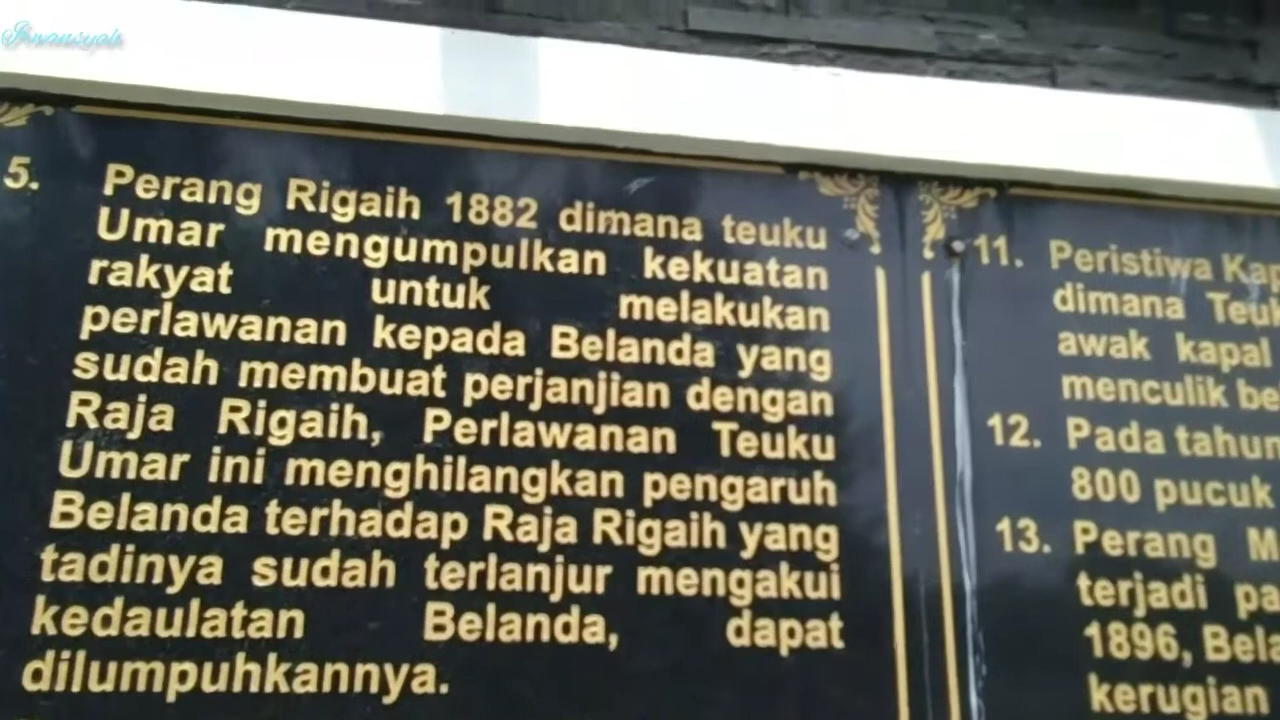 Irwansyah
5. Perang Rigaih 1882 dimana teuku
Umar mengumpulkan kekuatan
rakyat untuk melakukan
perlawanan kepada Belanda yang
sudah membuat perjanjian dengan
Raja Rigaih, Perlawanan Teuku
Umar ini menghilangkan pengaruh
Belanda terhadap Raja Rigaih yang
tadinya sudah terlanjur mengakui
kedaulatan Belanda, dapat
dilumpuhkannya.
11. Peristiwa
dimana
awak kapal
menculik
12. Pada
800 pucuk
13. Perang
terjadi
1896,
kerugian